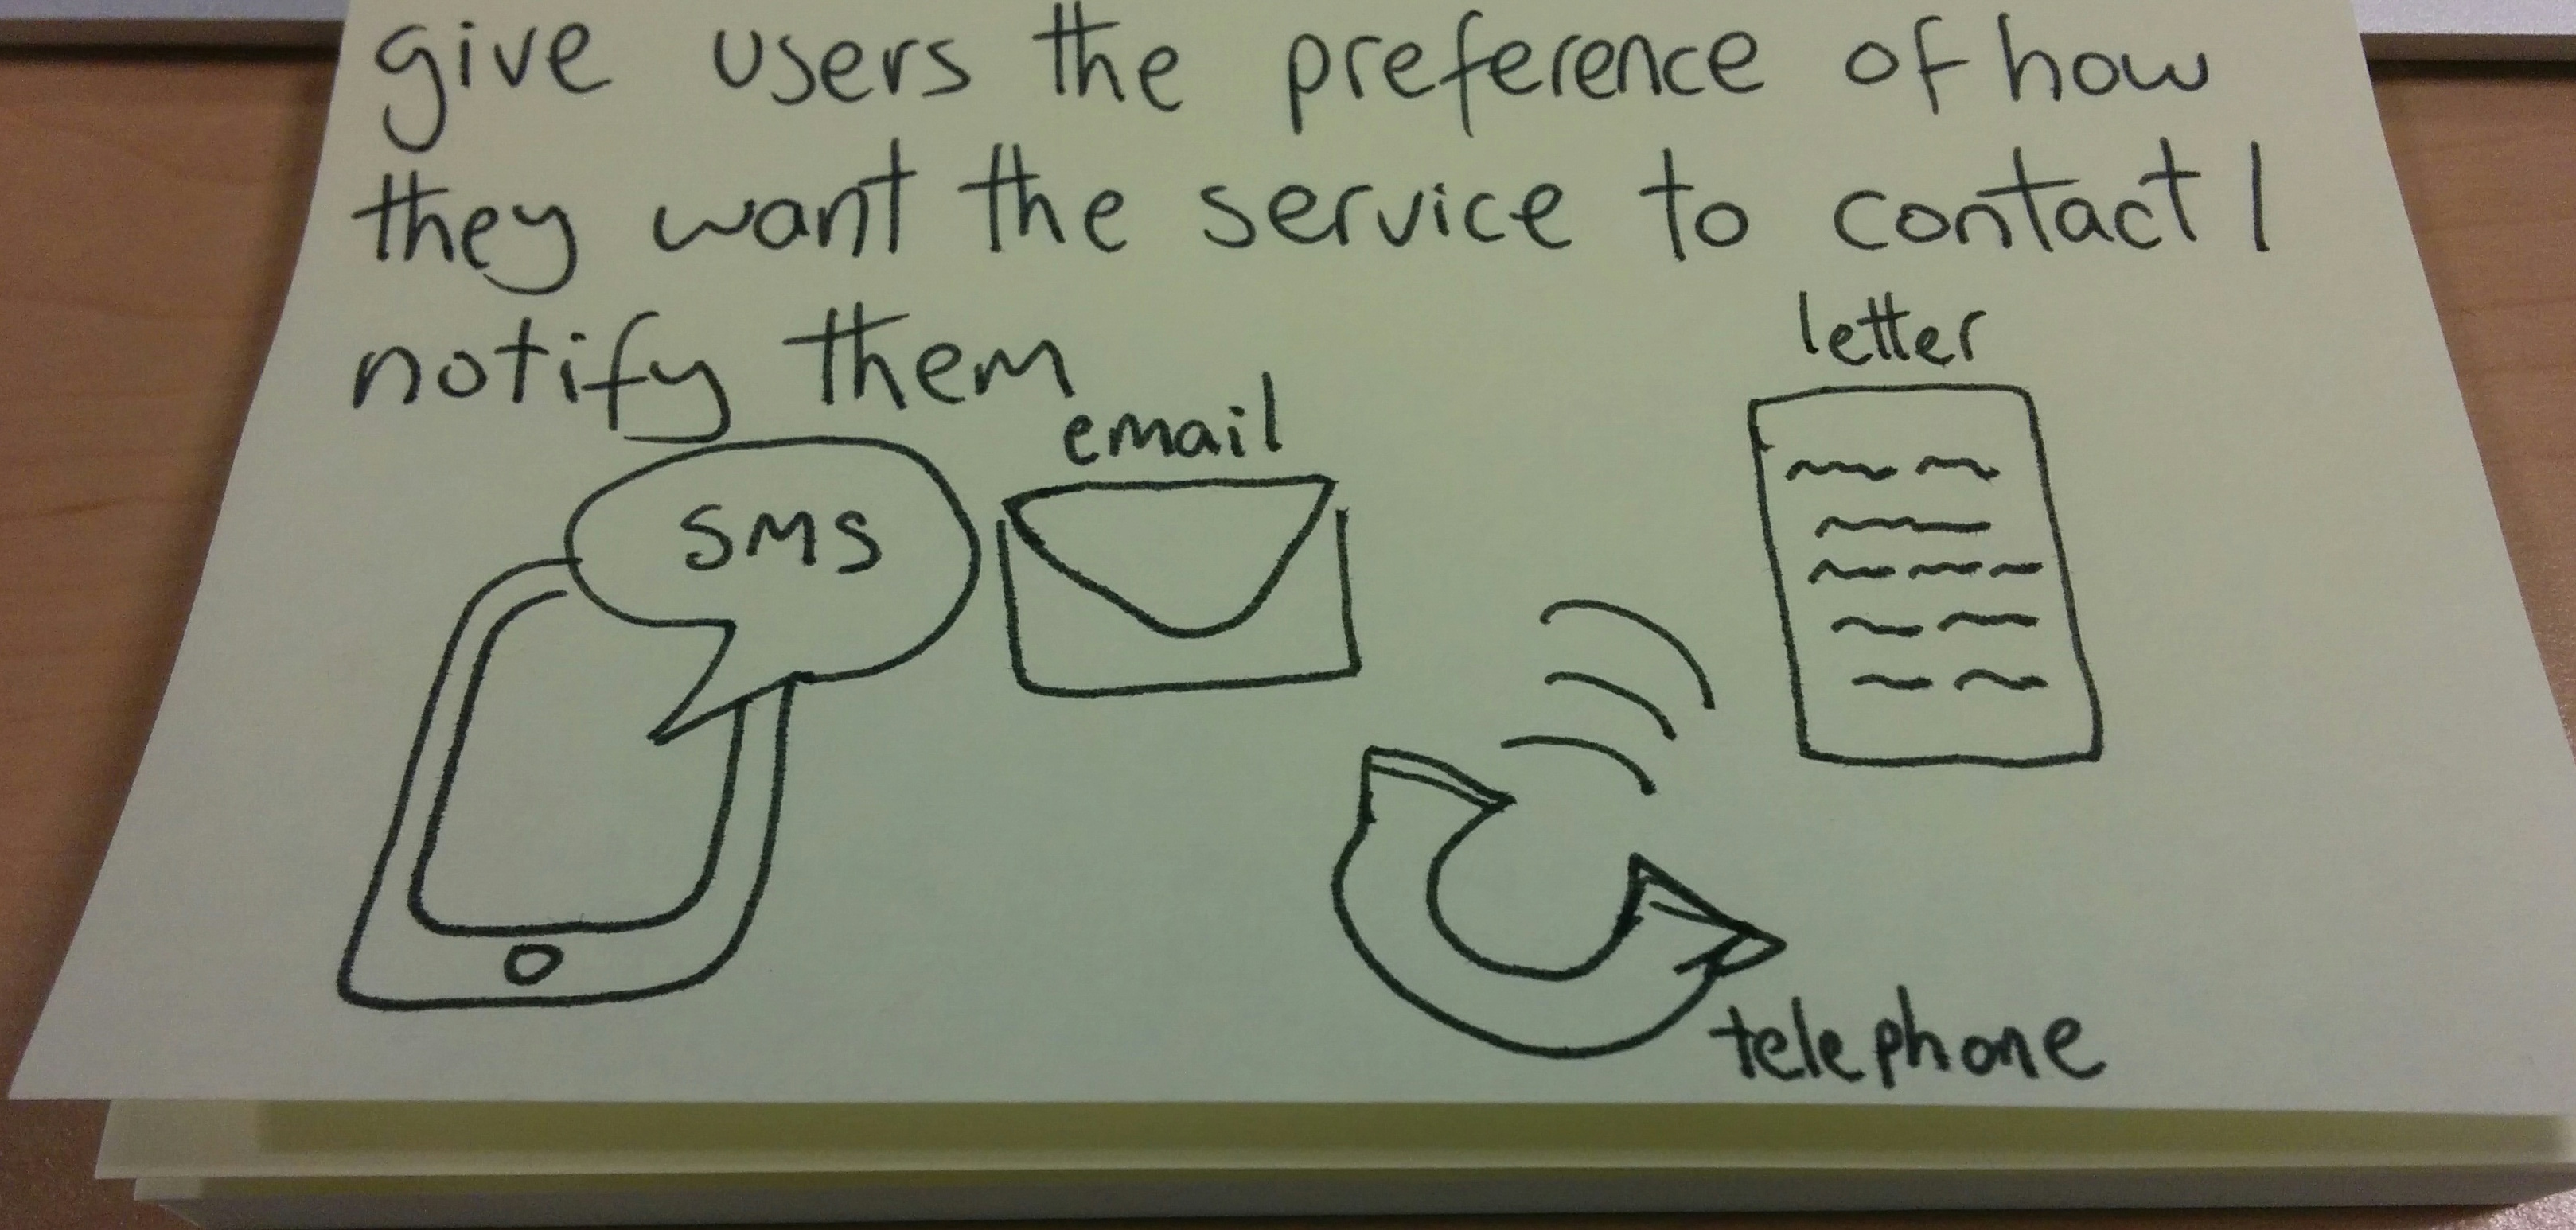 give users the preference of how
they want the service to contact /
notify them
letter
email
SMS
telephone